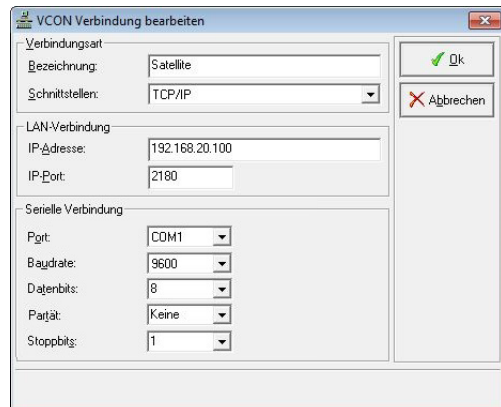 VCON Verbindung bearbeiten
Verbindungsart
Bezeichnung: Satellite
Schnittstellen: TCP/IP
Ok
Abbrechen
LAN-Verbindung
IP-Adresse: 192.168.20.100
IP-Port: 2180
Serielle Verbindung
Port: COM1
Baudrate: 9600
Datenbits: 8
Partät: Keine
Stoppbits: 1